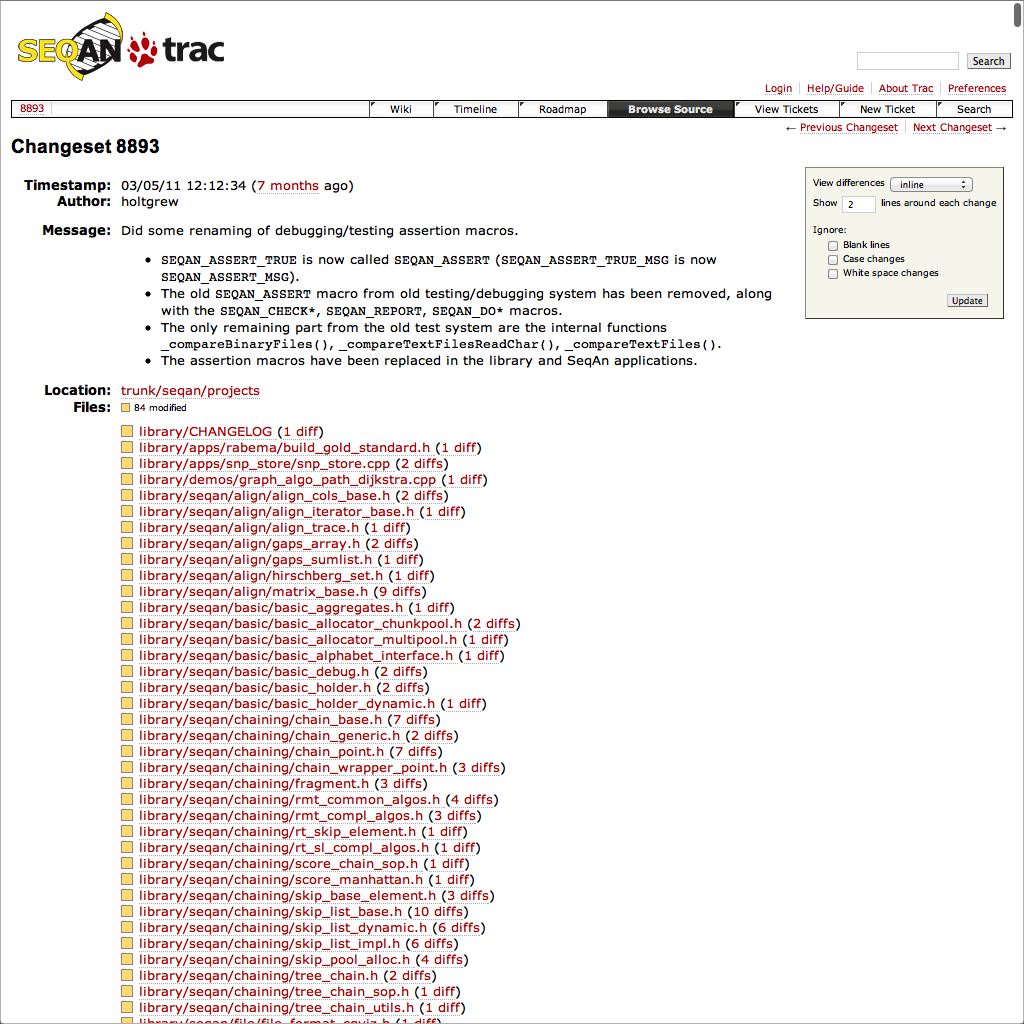 SEQAN trac
Search
Login Help/Guide About Trac Preferences
8893 Wiki Timeline Roadmap Browse Source View Tickets New Ticket Search
← Previous Changeset Next Changeset →
Changeset 8893
View differences inline
Show 2 lines around each change
Ignore:
Blank lines
Case changes
White space changes
Update
Timestamp: 03/05/11 12:12:34 (7 months ago)
Author: holtgrew
Message: Did some renaming of debugging/testing assertion macros.
• SEQAN_ASSERT_TRUE is now called SEQAN_ASSERT (SEQAN_ASSERT_TRUE_MSG is now
SEQAN_ASSERT_MSG).
• The old SEQAN_ASSERT macro from old testing/debugging system has been removed, along
with the SEQAN_CHECK*, SEQAN_REPORT, SEQAN_DO* macros.
• The only remaining part from the old test system are the internal functions
_compareBinaryFiles(), _compareTextFilesReadChar(), _compareTextFiles().
• The assertion macros have been replaced in the library and SeqAn applications.
Location: trunk/seqan/projects
Files: 84 modified
library/CHANGELOG (1 diff)
library/apps/rabema/build_gold_standard.h (1 diff)
library/apps/snp_store/snp_store.cpp (2 diffs)
library/demos/graph_algo_path_dijkstra.cpp (1 diff)
library/seqan/align/align_cols_base.h (2 diffs)
library/seqan/align/align_iterator_base.h (1 diff)
library/seqan/align/align_trace.h (1 diff)
library/seqan/align/gaps_array.h (2 diffs)
library/seqan/align/gaps_sumlist.h (1 diff)
library/seqan/align/hirschberg_set.h (1 diff)
library/seqan/align/matrix_base.h (9 diffs)
library/seqan/basic/basic_aggregates.h (1 diff)
library/seqan/basic/basic_allocator_chunkpool.h (2 diffs)
library/seqan/basic/basic_allocator_multipool.h (1 diff)
library/seqan/basic/basic_alphabet_interface.h (1 diff)
library/seqan/basic/basic_debug.h (2 diffs)
library/seqan/basic/basic_holder.h (2 diffs)
library/seqan/basic/basic_holder_dynamic.h (1 diff)
library/seqan/chaining/chain_base.h (7 diffs)
library/seqan/chaining/chain_generic.h (2 diffs)
library/seqan/chaining/chain_point.h (7 diffs)
library/seqan/chaining/chain_wrapper_point.h (3 diffs)
library/seqan/chaining/fragment.h (3 diffs)
library/seqan/chaining/rmt_common_algos.h (4 diffs)
library/seqan/chaining/rmt_compl_algos.h (3 diffs)
library/seqan/chaining/rt_skip_element.h (1 diff)
library/seqan/chaining/rt_sl_compl_algos.h (1 diff)
library/seqan/chaining/score_chain_sop.h (1 diff)
library/seqan/chaining/score_manhattan.h (1 diff)
library/seqan/chaining/skip_base_element.h (3 diffs)
library/seqan/chaining/skip_list_base.h (10 diffs)
library/seqan/chaining/skip_list_dynamic.h (6 diffs)
library/seqan/chaining/skip_list_impl.h (6 diffs)
library/seqan/chaining/skip_pool_alloc.h (4 diffs)
library/seqan/chaining/tree_chain.h (2 diffs)
library/seqan/chaining/tree_chain_sop.h (1 diff)
library/seqan/chaining/tree_chain_utils.h (1 diff)